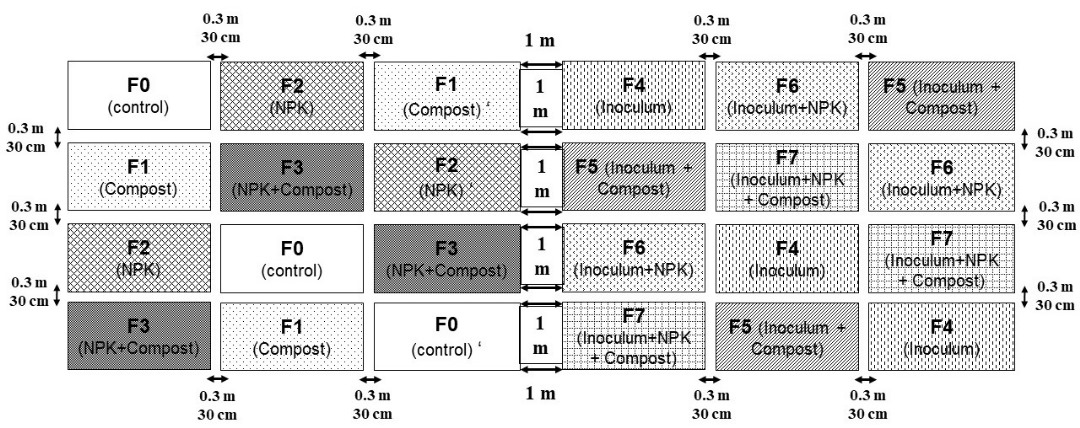 0.3 m
30 cm
0.3 m
30 cm
1 m
0.3 m
30 cm
0.3 m
30 cm
F0
(control)
F2
(NPK)
F1
(Compost) ‘
1
m
F4
(Inoculum)
F6
(Inoculum+NPK)
F5 (Inoculum +
Compost)
0.3 m
30 cm
0.3 m
30 cm
F1
(Compost)
F3
(NPK+Compost)
F2
(NPK) ‘
1
m
F5 (Inoculum +
Compost)
F7
(Inoculum+NPK
+ Compost)
F6
(Inoculum+NPK)
0.3 m
30 cm
0.3 m
30 cm
F2
(NPK)
F0
(control)
F3
(NPK+Compost)
1
m
F6
(Inoculum+NPK)
F4
(Inoculum)
F7
(Inoculum+NPK
+ Compost)
0.3 m
30 cm
0.3 m
30 cm
F3
(NPK+Compost)
F1
(Compost)
F0
(control) ‘
1
m
F7
(Inoculum+NPK
+ Compost)
F5 (Inoculum +
Compost)
F4
(Inoculum)
0.3 m
30 cm
0.3 m
30 cm
1 m
0.3 m
30 cm
0.3 m
30 cm